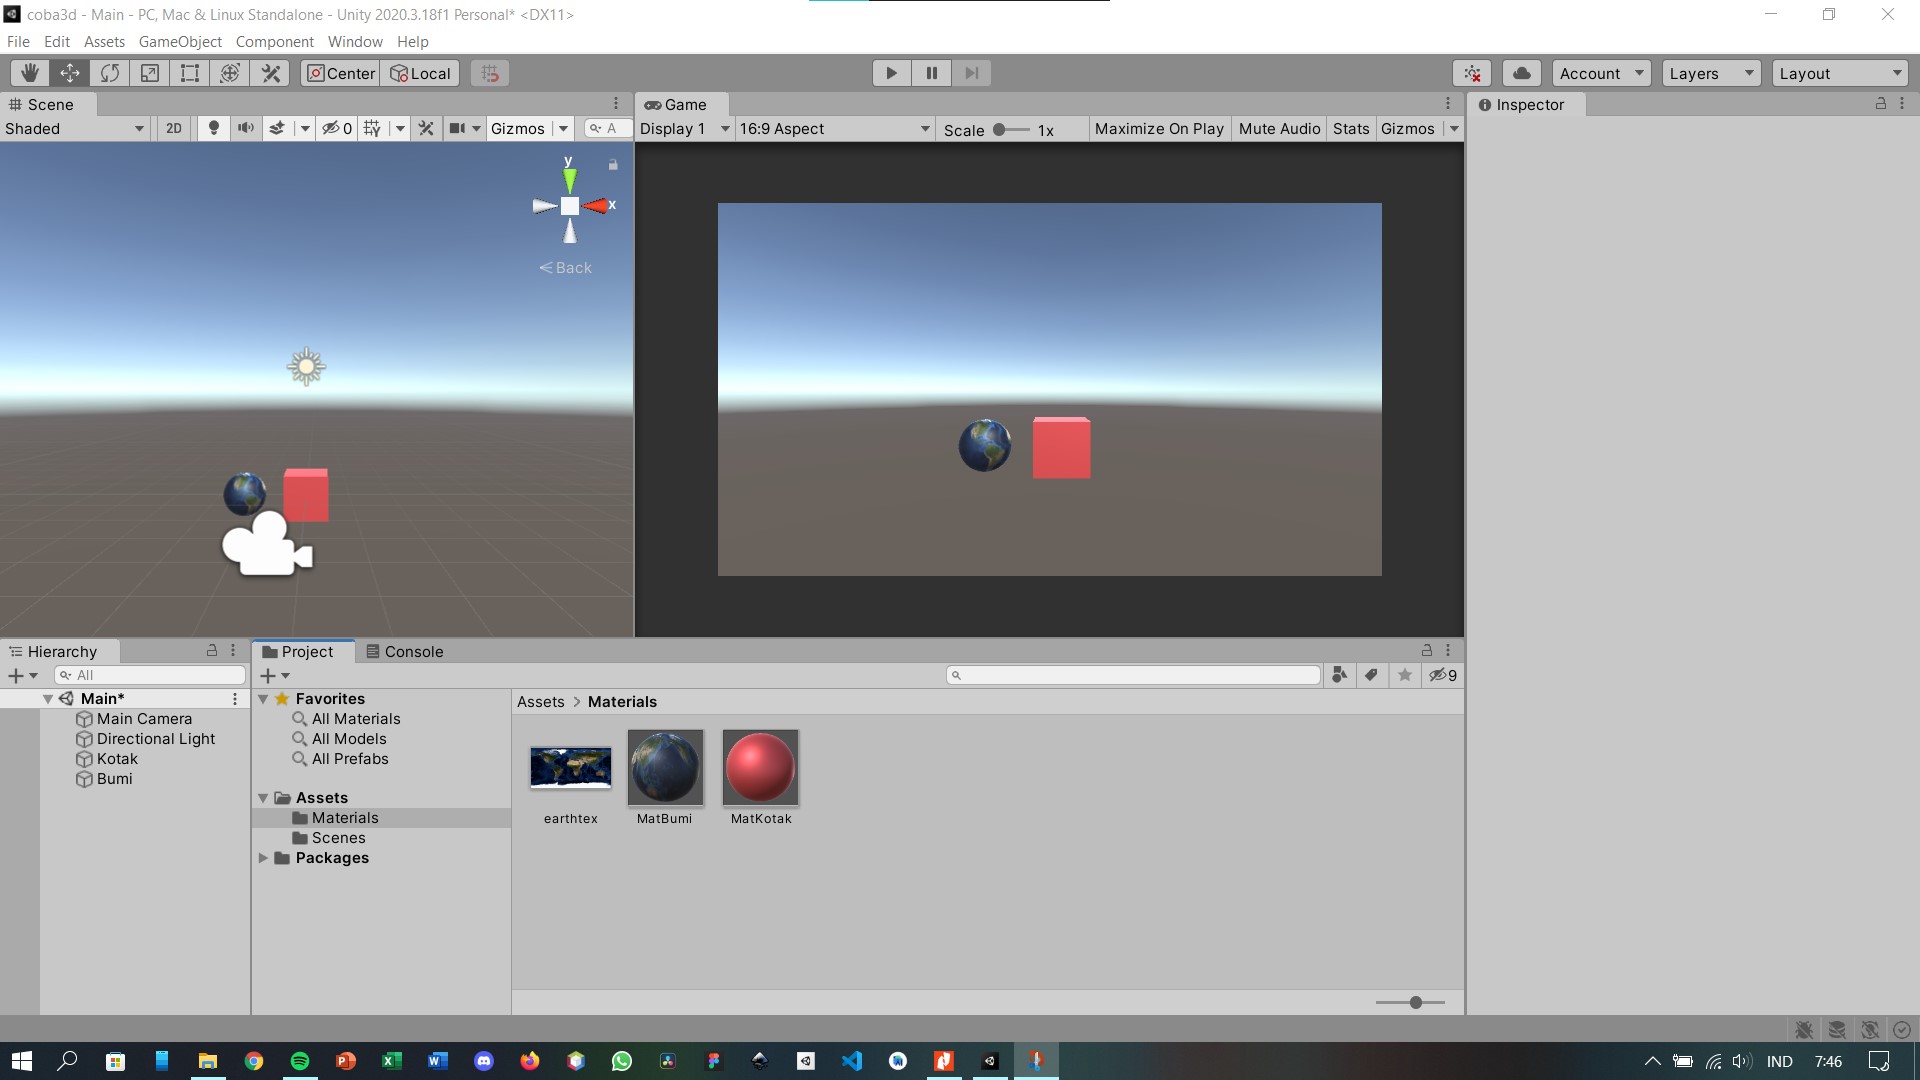 coba3d - Main - PC, Mac & Linux Standalone - Unity 2020.3.18f1 Personal* <DX11>
File Edit Assets GameObject Component Window Help
Center Local Account Layers Layout
Scene Game Inspector
Shaded 2D 0 Gizmos A Display 1 16:9 Aspect Scale 1x Maximize On Play Mute Audio Stats Gizmos
y
x
Back
Hierarchy Project Console
All 9
Main* Favorites Assets > Materials
Main Camera All Materials
Directional Light All Models
Kotak All Prefabs
Bumi
Assets
Materials earthtex MatBumi MatKotak
Scenes
Packages
IND 7:46